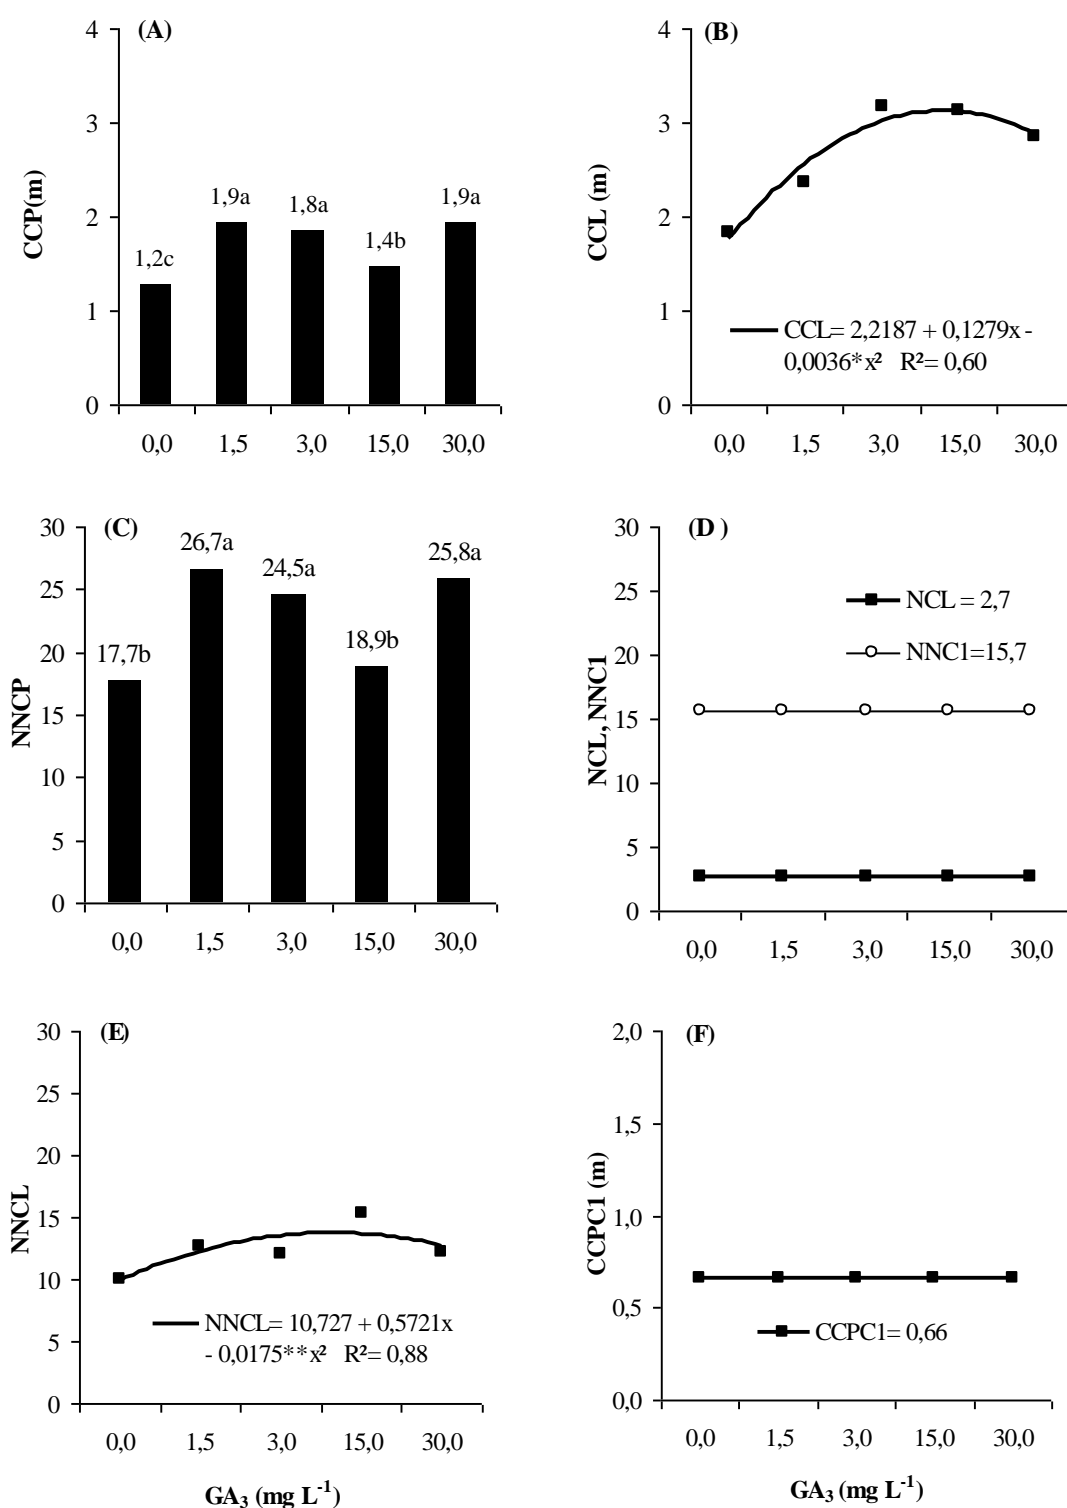 (A)
4
3
2
1
0
CCP(m)
1,2c
1,9a
1,8a
1,4b
1,9a
0,0 1,5 3,0 15,0 30,0
(B)
4
3
2
1
0
CCL (m)
CCL= 2,2187 + 0,1279x -
0,0036*x² R²= 0,60
0,0 1,5 3,0 15,0 30,0
(C)
30
25
20
15
10
5
0
NNCP
17,7b
26,7a
24,5a
18,9b
25,8a
0,0 1,5 3,0 15,0 30,0
(D )
30
25
20
15
10
5
0
NCL, NNC1
NCL = 2,7
NNC1=15,7
0,0 1,5 3,0 15,0 30,0
(E)
30
25
20
15
10
5
0
NNCL
NNCL= 10,727 + 0,5721x
- 0,0175**x² R²= 0,88
0,0 1,5 3,0 15,0 30,0
GA₃ (mg L⁻¹)
(F)
2,0
1,5
1,0
0,5
0,0
CCPC1 (m)
CCPC1= 0,66
0,0 1,5 3,0 15,0 30,0
GA₃ (mg L⁻¹)